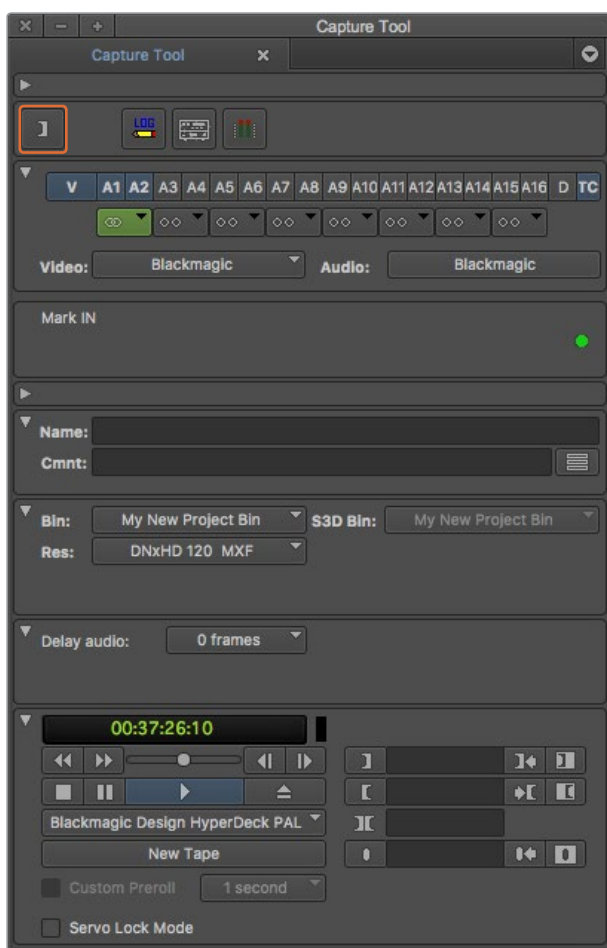 Capture Tool
Capture Tool
LOG
V A1 A2 A3 A4 A5 A6 A7 A8 A9 A10 A11 A12 A13 A14 A15 A16 D TC
Video: Blackmagic Audio: Blackmagic
Mark IN
Name:
Cmnt:
Bin: My New Project Bin S3D Bin: My New Project Bin
Res: DNxHD 120 MXF
Delay audio: 0 frames
00:37:26:10
Blackmagic Design HyperDeck PAL
New Tape
Custom Preroll 1 second
Servo Lock Mode